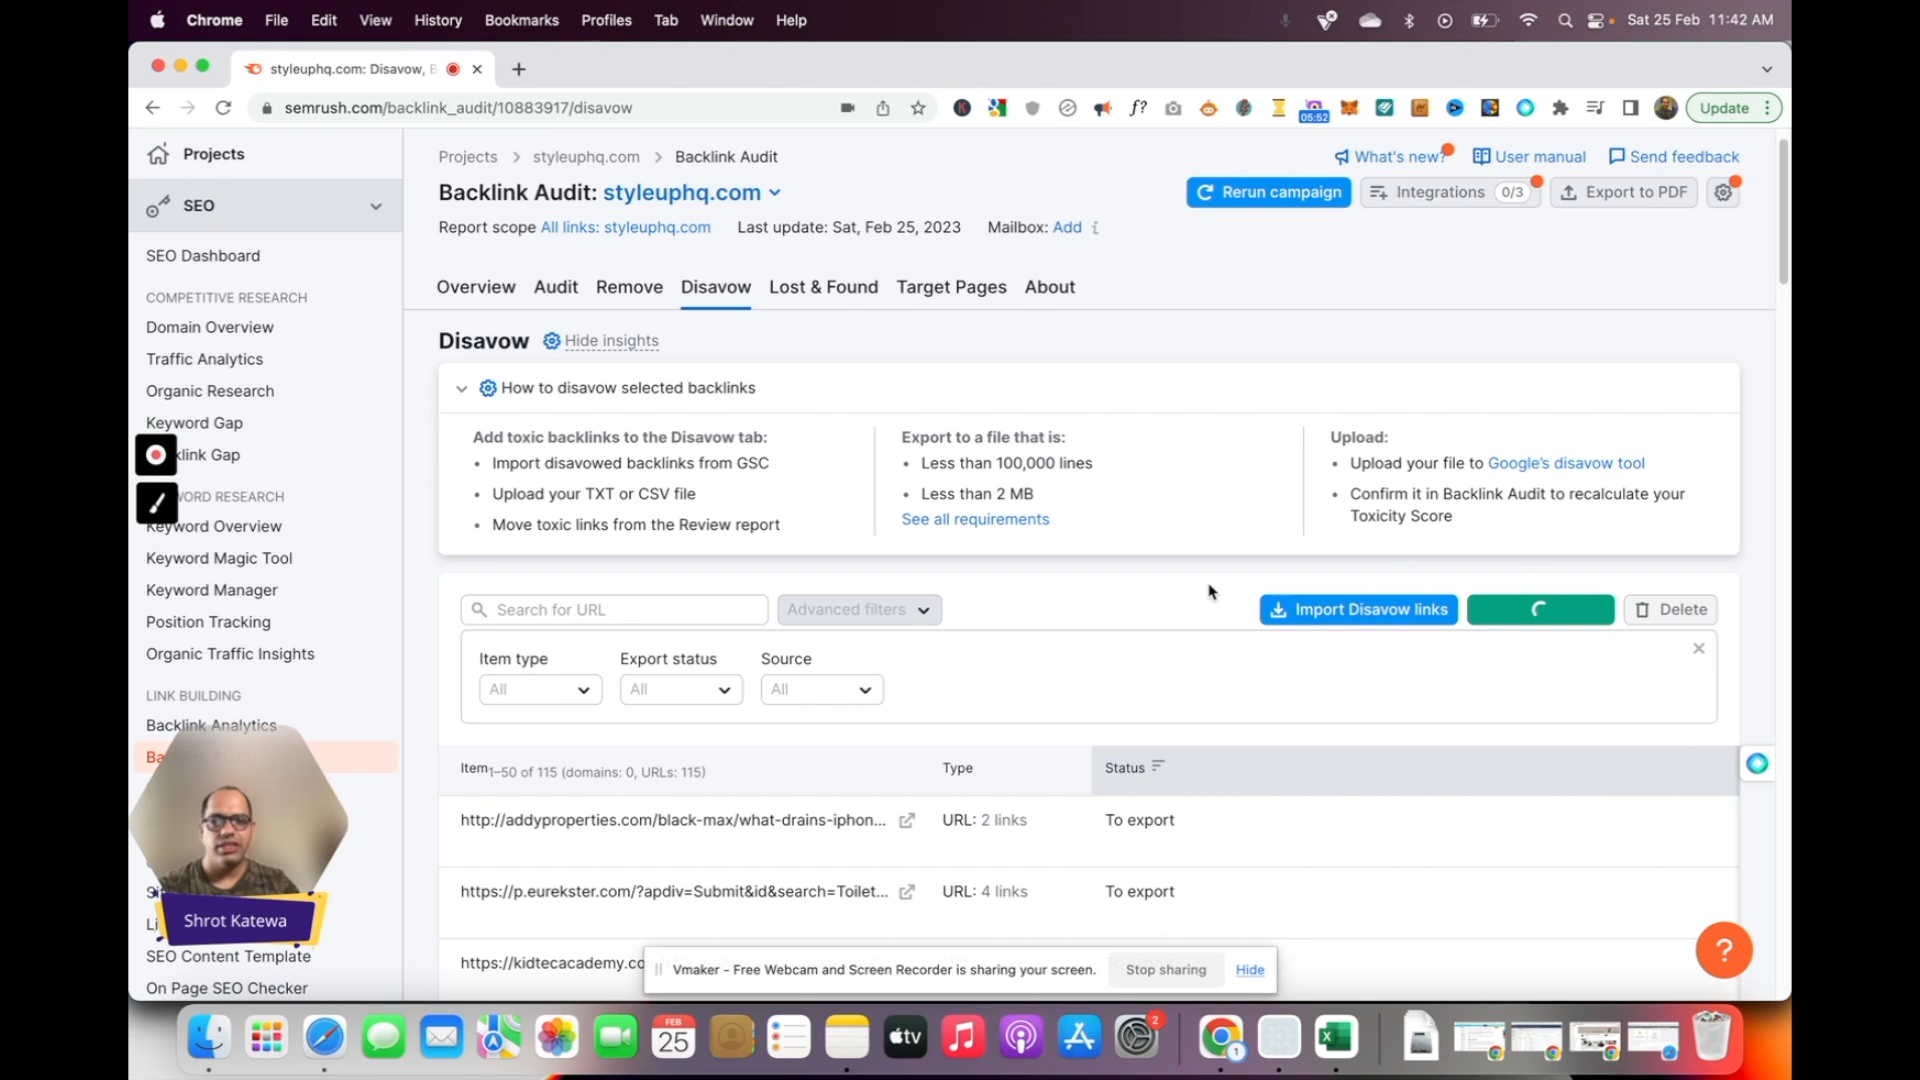 Chrome File Edit View History Bookmarks Profiles Tab Window Help
Sat 25 Feb 11:42 AM
styleuphq.com: Disavow,
semrush.com/backlink_audit/10883917/disavow
f?
05:52
Update
Projects
SEO
SEO Dashboard
COMPETITIVE RESEARCH
Domain Overview
Traffic Analytics
Organic Research
Keyword Gap
klink Gap
WORD RESEARCH
Keyword Overview
Keyword Magic Tool
Keyword Manager
Position Tracking
Organic Traffic Insights
LINK BUILDING
Backlink Analytics
Ba
Li
SEO Content Template
On Page SEO Checker
Shrot Katewa
Projects > styleuphq.com > Backlink Audit
What's new?
User manual
Send feedback
Backlink Audit: styleuphq.com
Rerun campaign
Integrations 0/3
Export to PDF
Report scope All links: styleuphq.com Last update: Sat, Feb 25, 2023 Mailbox: Add i
Overview Audit Remove Disavow Lost & Found Target Pages About
Disavow Hide insights
How to disavow selected backlinks
Add toxic backlinks to the Disavow tab:
• Import disavowed backlinks from GSC
• Upload your TXT or CSV file
• Move toxic links from the Review report
Export to a file that is:
• Less than 100,000 lines
• Less than 2 MB
See all requirements
Upload:
• Upload your file to Google's disavow tool
• Confirm it in Backlink Audit to recalculate your
Toxicity Score
Search for URL
Advanced filters
Import Disavow links
Delete
Item type Export status Source
All All All
Item 1–50 of 115 (domains: 0, URLs: 115) Type Status
http://addyproperties.com/black-max/what-drains-iphon... URL: 2 links To export
https://p.eurekster.com/?apdiv=Submit&id&search=Toilet... URL: 4 links To export
https://kidtecacademy.co
Vmaker - Free Webcam and Screen Recorder is sharing your screen. Stop sharing Hide
?
FEB
25
tv
2
1